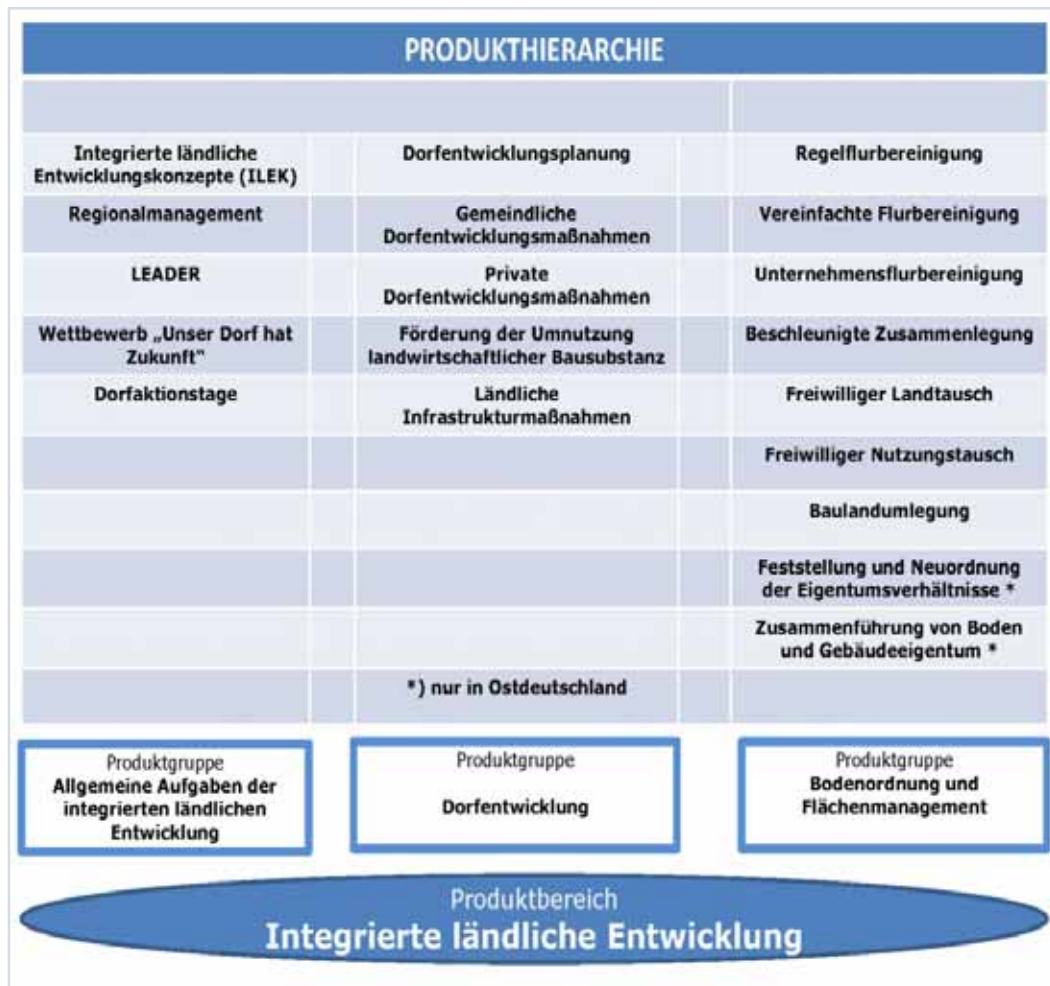 PRODUKTHIERARCHIE
Integrierte ländliche
Entwicklungskonzepte (ILEK)
Dorfentwicklungsplanung
Regelflurbereinigung
Regionalmanagement
Gemeindliche
Dorfentwicklungsmaßnahmen
Vereinfachte Flurbereinigung
LEADER
Private
Dorfentwicklungsmaßnahmen
Unternehmensflurbereinigung
Wettbewerb „Unser Dorf hat
Zukunft"
Förderung der Umnutzung
landwirtschaftlicher Bausubstanz
Beschleunigte Zusammenlegung
Dorfaktionstage
Ländliche
Infrastrukturmaßnahmen
Freiwilliger Landtausch
Freiwilliger Nutzungstausch
Baulandumlegung
Feststellung und Neuordnung
der Eigentumsverhältnisse *
Zusammenführung von Boden
und Gebäudeeigentum *
*) nur in Ostdeutschland
Produktgruppe
Allgemeine Aufgaben der
integrierten ländlichen
Entwicklung
Produktgruppe
Dorfentwicklung
Produktgruppe
Bodenordnung und
Flächenmanagement
Produktbereich
Integrierte ländliche Entwicklung